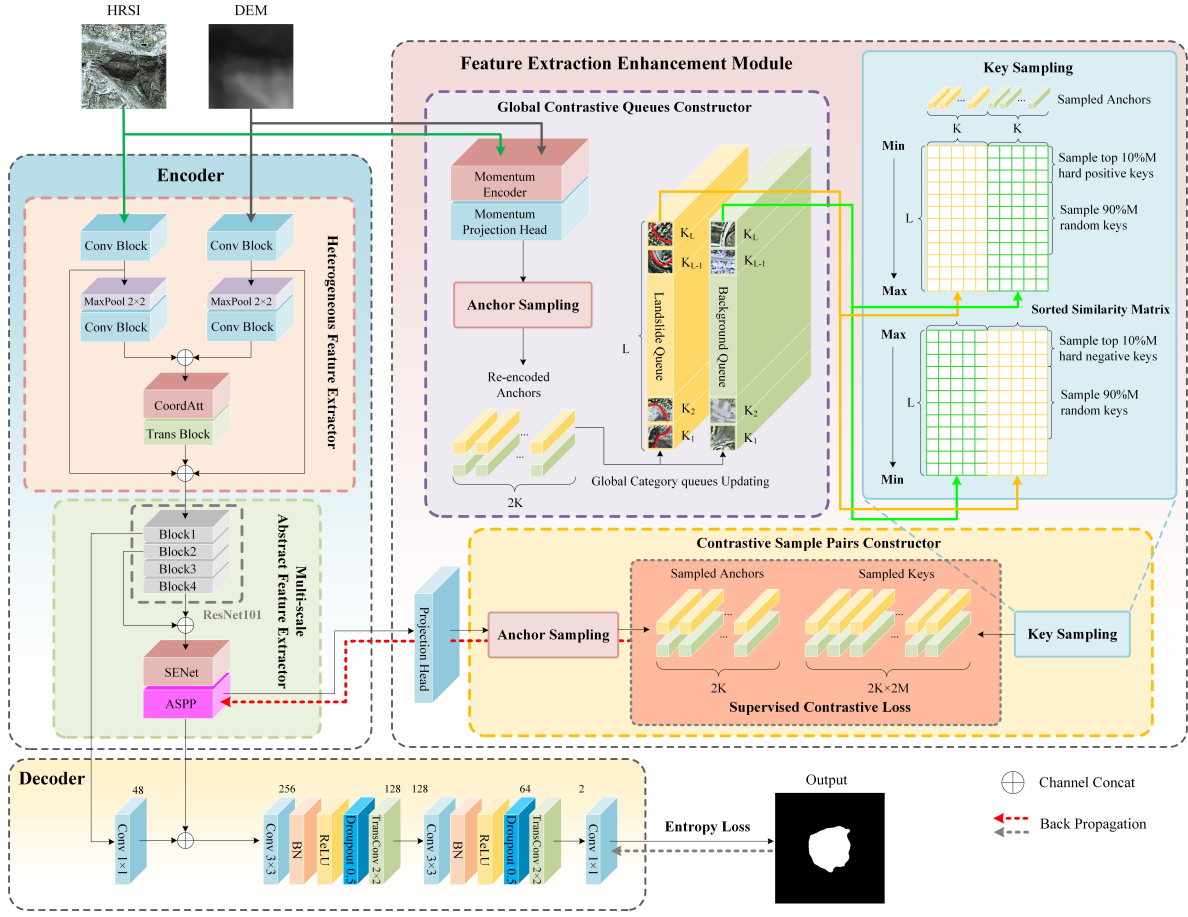 HRSI
DEM
Encoder
Conv Block
Conv Block
MaxPool 2×2
Conv Block
MaxPool 2×2
Conv Block
CoordAtt
Trans Block
Heterogeneous Feature Extractor
Block1
Block2
Block3
Block4
ResNet101
SENet
ASPP
Multi-scale
Abstract Feature Extractor
Feature Extraction Enhancement Module
Global Contrastive Queues Constructor
Momentum
Encoder
Momentum
Projection Head
Anchor Sampling
Re-encoded
Anchors
...
...
2K
L
K_L
K_{L-1}
Landslide Queue
K_2
K_1
K_L
K_{L-1}
Background Queue
K_2
K_1
Global Category queues Updating
Key Sampling
...
...
Sampled Anchors
K
K
Min
L
Max
Sample top 10%M
hard positive keys
Sample 90%M
random keys
Sorted Similarity Matrix
Max
L
Min
Sample top 10%M
hard negative keys
Sample 90%M
random keys
Contrastive Sample Pairs Constructor
Projection Head
Anchor Sampling
Sampled Anchors
...
...
2K
Sampled Keys
...
...
2K×2M
Supervised Contrastive Loss
Key Sampling
Decoder
48
Conv 1×1
256
Conv 3×3
BN
ReLU
Droupout 0.5
128
TransConv 2×2
128
Conv 3×3
BN
ReLU
64
Droupout 0.5
TransConv 2×2
2
Conv 1×1
Entropy Loss
Output
Channel Concat
Back Propagation